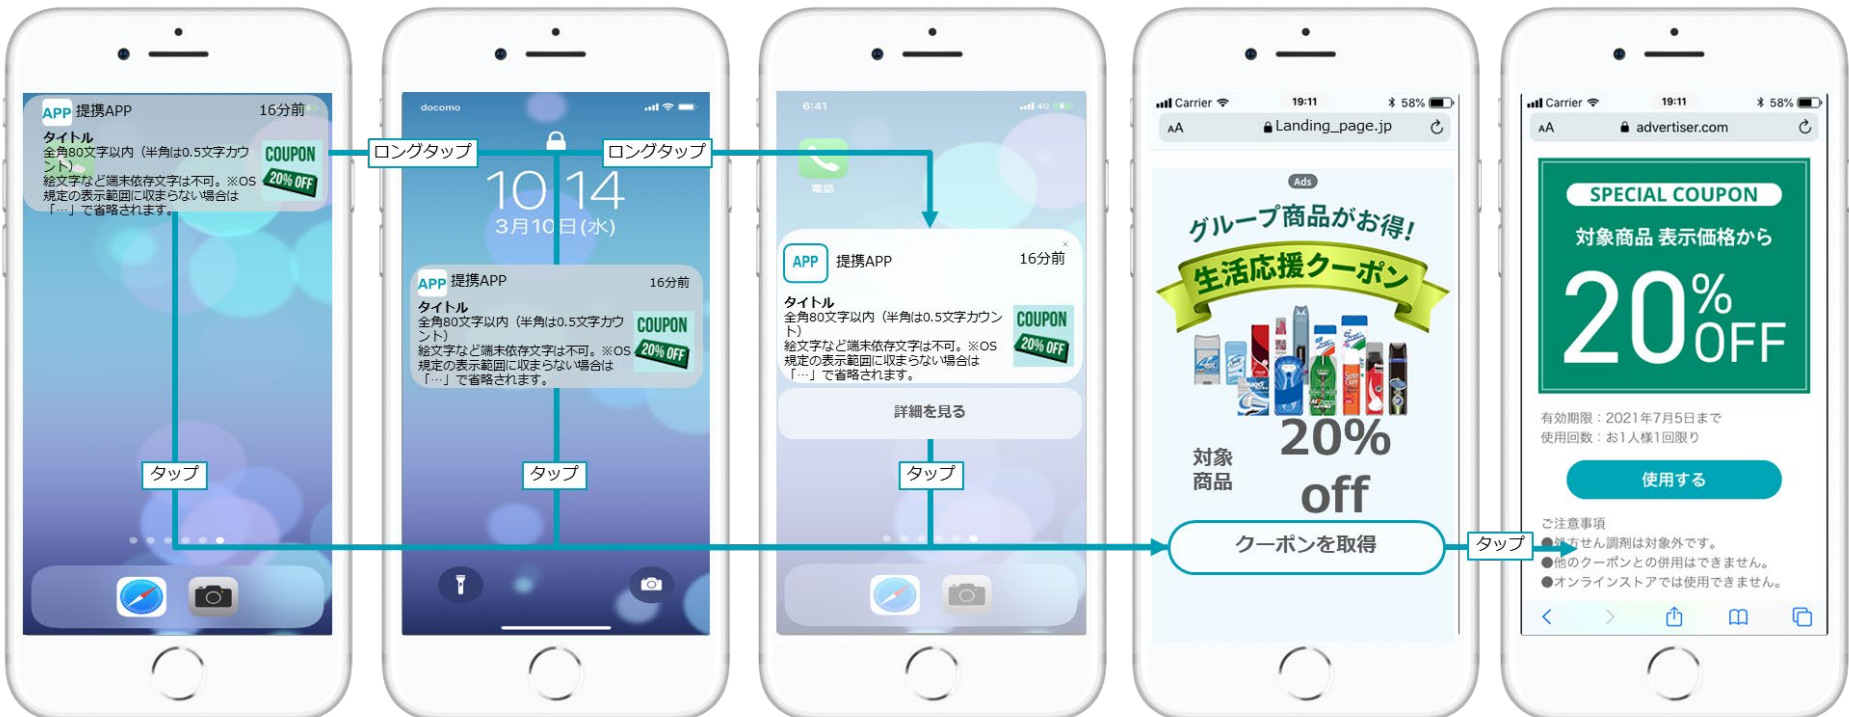 APP 提携APP 16分前
タイトル
全角80文字以内（半角は0.5文字カウ
ント）
絵文字など端末依存文字は不可。※OS
規定の表示範囲に収まらない場合は
「…」で省略されます。
COUPON
20% OFF
タップ
ロングタップ
docomo
10 14
3月10日(水)
APP 提携APP 16分前
タイトル
全角80文字以内（半角は0.5文字カウ
ント）
絵文字など端末依存文字は不可。※OS
規定の表示範囲に収まらない場合は
「…」で省略されます。
COUPON
20% OFF
タップ
ロングタップ
6:41 4G
電話
APP 提携APP 16分前
タイトル
全角80文字以内（半角は0.5文字カウン
ト）
絵文字など端末依存文字は不可。※OS
規定の表示範囲に収まらない場合は
「…」で省略されます。
COUPON
20% OFF
詳細を見る
タップ
Carrier 19:11 58%
AA Landing_page.jp
Ads
グループ商品がお得!
生活応援クーポン
対象
商品
20%
off
クーポンを取得
タップ
Carrier 19:11 58%
AA advertiser.com
SPECIAL COUPON
対象商品 表示価格から
20%
OFF
有効期限：2021年7月5日まで
使用回数：お1人様1回限り
使用する
ご注意事項
●処方せん調剤は対象外です。
●他のクーポンとの併用はできません。
●オンラインストアでは使用できません。